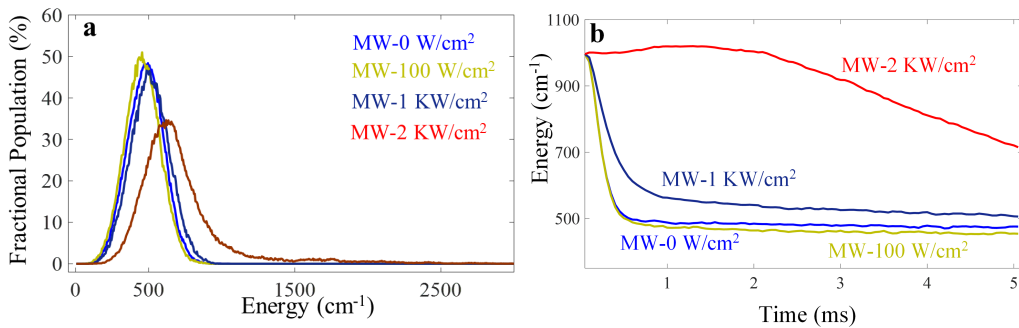 a
Fractional Population (%)
60
50
40
30
20
10
0
MW-0 W/cm²
MW-100 W/cm²
MW-1 KW/cm²
MW-2 KW/cm²
0
500
1500
2500
Energy (cm⁻¹)
b
Energy (cm⁻¹)
1100
900
700
500
MW-2 KW/cm²
MW-1 KW/cm²
MW-0 W/cm²
MW-100 W/cm²
1
2
3
4
5
Time (ms)